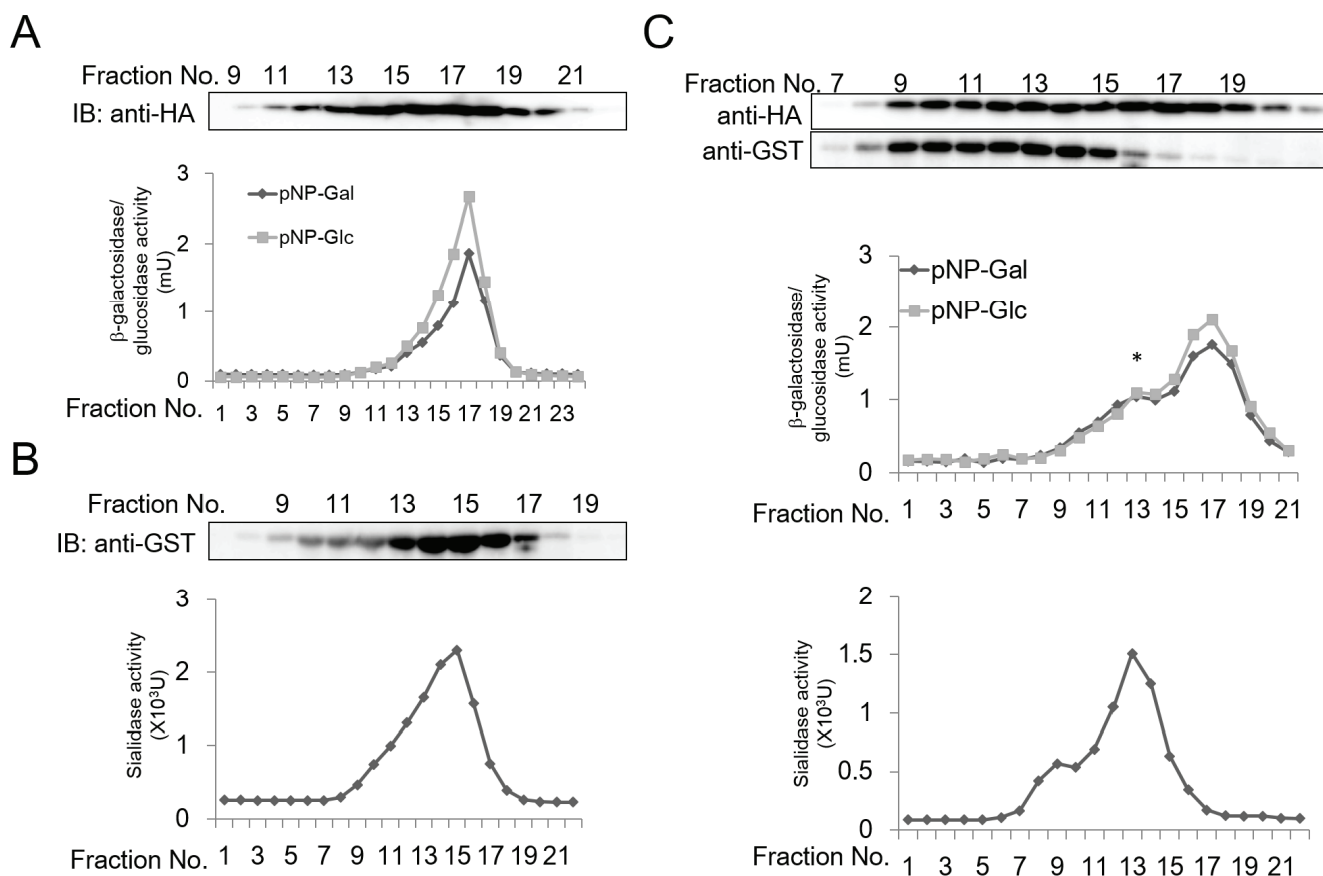 A
Fraction No. 9 11 13 15 17 19 21
IB: anti-HA
3
2
1
0
β-galactosidase/
glucosidase activity
(mU)
pNP-Gal
pNP-Glc
Fraction No. 1 3 5 7 9 11 13 15 17 19 21 23
B
Fraction No. 9 11 13 15 17 19
IB: anti-GST
3
2
1
0
Sialidase activity
(X10³U)
Fraction No. 1 3 5 7 9 11 13 15 17 19 21
C
Fraction No. 7 9 11 13 15 17 19
anti-HA
anti-GST
3
2
1
0
β-galactosidase/
glucosidase activity
(mU)
pNP-Gal
pNP-Glc
*
Fraction No. 1 3 5 7 9 11 13 15 17 19 21
2
1.5
1
0.5
0
Sialidase activity
(X10³U)
Fraction No. 1 3 5 7 9 11 13 15 17 19 21